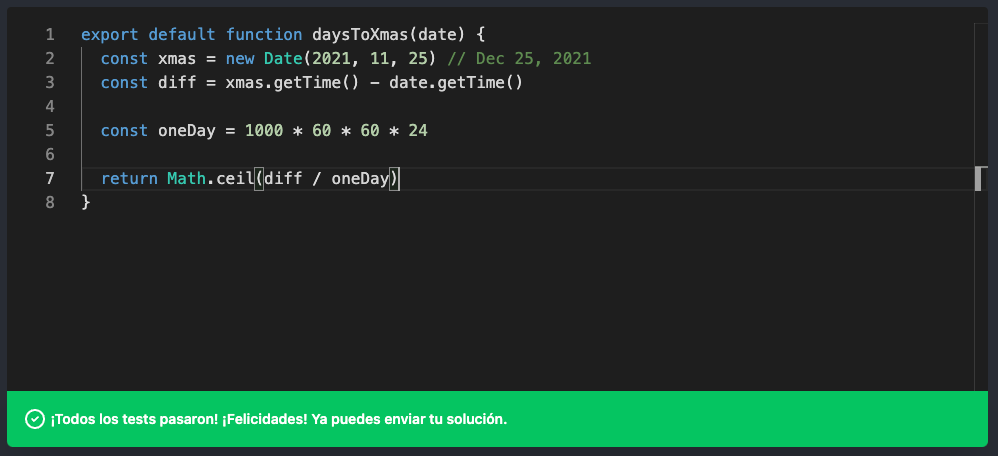 1 export default function daysToXmas(date) {
2   const xmas = new Date(2021, 11, 25) // Dec 25, 2021
3   const diff = xmas.getTime() - date.getTime()
4
5   const oneDay = 1000 * 60 * 60 * 24
6
7   return Math.ceil(diff / oneDay)
8 }
¡Todos los tests pasaron! ¡Felicidades! Ya puedes enviar tu solución.